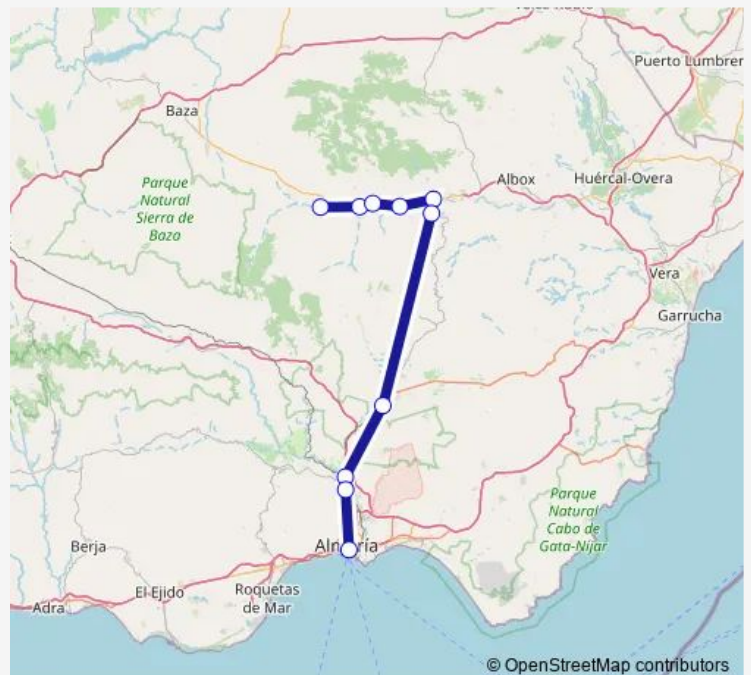 Puerto Lumbrer
Baza
Parque
Natural
Sierra de
Baza
Albox
Huércal-Overa
Vera
Garrucha
Parque
Natural
Cabo de
Gata-Níjar
Almería
Berja
El Ejido
Roquetas
de Mar
Adra
© OpenStreetMap contributors